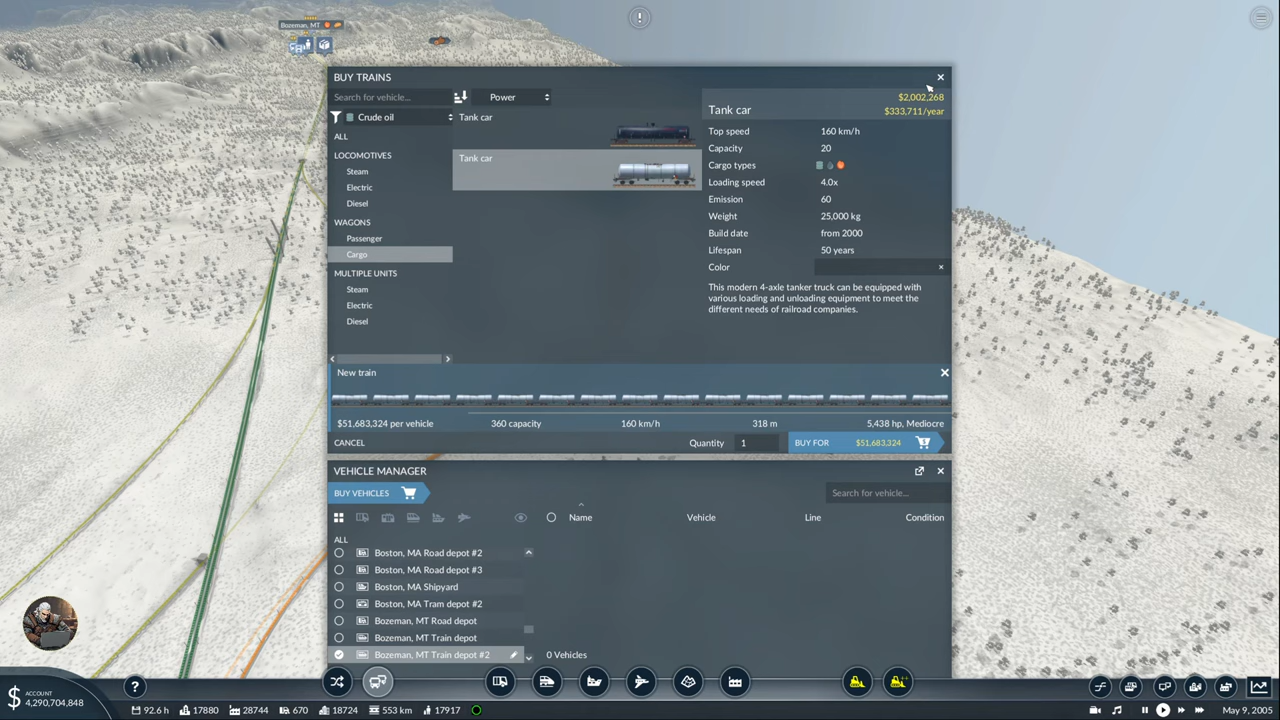 Bozeman, MT
BUY TRAINS
Search for vehicle...
Power
Crude oil
ALL
LOCOMOTIVES
Steam
Electric
Diesel
WAGONS
Passenger
Cargo
MULTIPLE UNITS
Steam
Electric
Diesel
Tank car
Tank car
$2,002,268
Tank car
$333,711/year
Top speed 160 km/h
Capacity 20
Cargo types
Loading speed 4.0x
Emission 60
Weight 25,000 kg
Build date from 2000
Lifespan 50 years
Color
This modern 4-axle tanker truck can be equipped with
various loading and unloading equipment to meet the
different needs of railroad companies.
New train
$51,683,324 per vehicle 360 capacity 160 km/h 318 m 5,438 hp, Mediocre
CANCEL Quantity 1 BUY FOR $51,683,324
VEHICLE MANAGER
BUY VEHICLES
Search for vehicle...
Name Vehicle Line Condition
ALL
Boston, MA Road depot #2
Boston, MA Road depot #3
Boston, MA Shipyard
Boston, MA Tram depot #2
Bozeman, MT Road depot
Bozeman, MT Train depot
Bozeman, MT Train depot #2 0 Vehicles
$ ACCOUNT
4,290,704,848
?
92.6 h 17880 28744 670 18724 553 km 17917
May 9, 2005